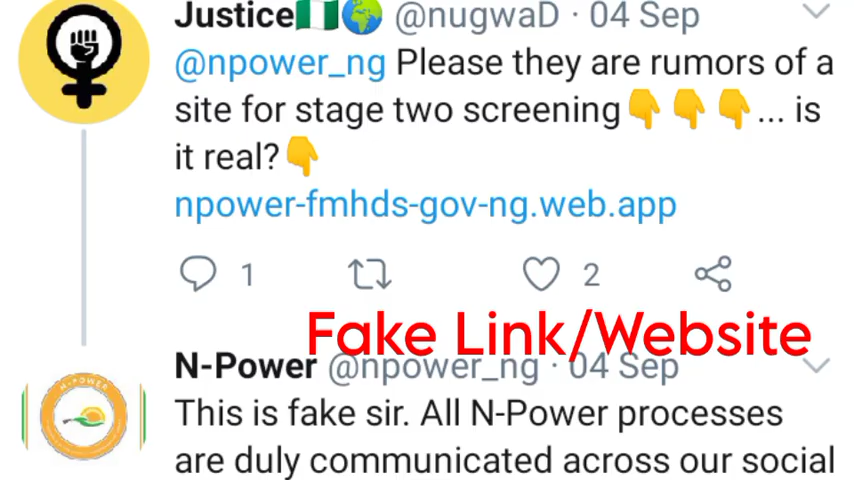 Justice🇳🇬🌍 @nugwaD · 04 Sep
@npower_ng Please they are rumors of a
site for stage two screening👇👇👇... is
it real?👇
npower-fmhds-gov-ng.web.app
1 2
Fake Link/Website
N-Power @npower_ng · 04 Sep
N-POWER
This is fake sir. All N-Power processes
are duly communicated across our social